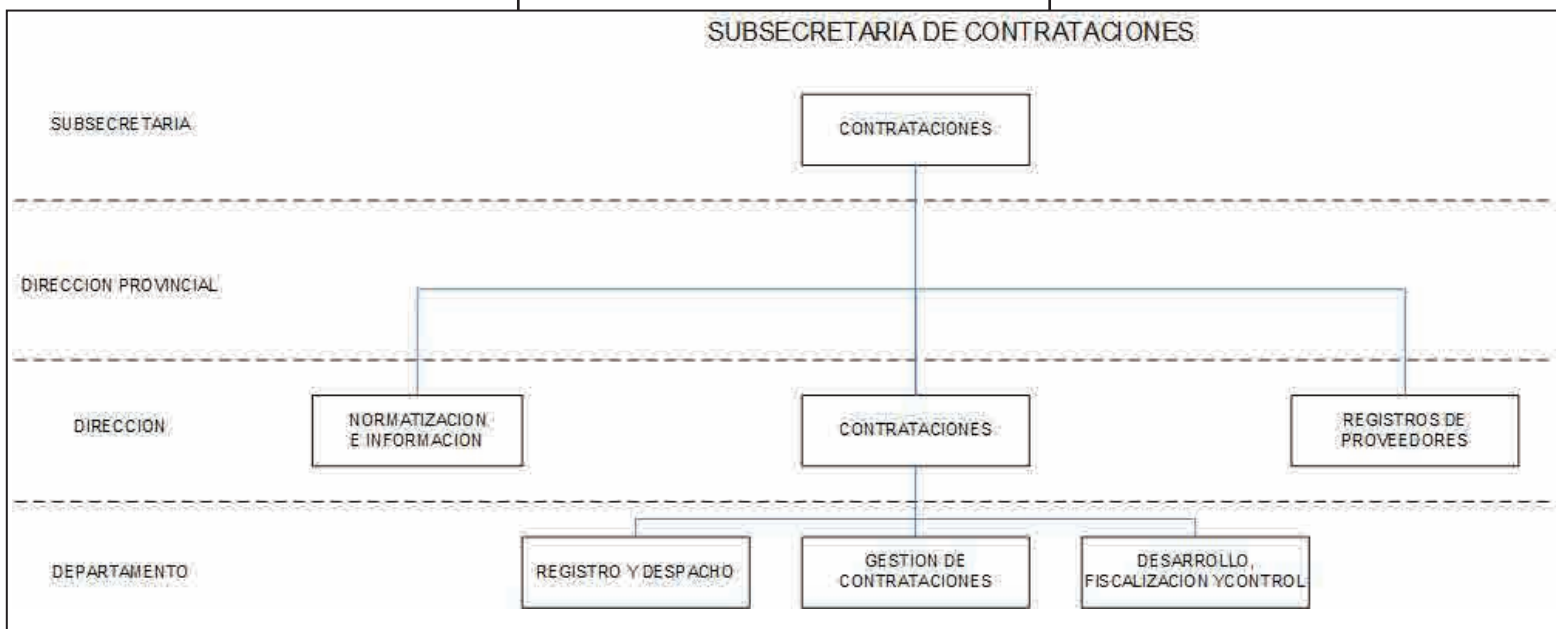 SUBSECRETARIA DE CONTRATACIONES
SUBSECRETARIA
CONTRATACIONES
DIRECCION PROVINCIAL
DIRECCION
NORMATIZACION
E INFORMACION
CONTRATACIONES
REGISTROS DE
PROVEEDORES
DEPARTAMENTO
REGISTRO Y DESPACHO
GESTION DE
CONTRATACIONES
DESARROLLO,
FISCALIZACION Y CONTROL